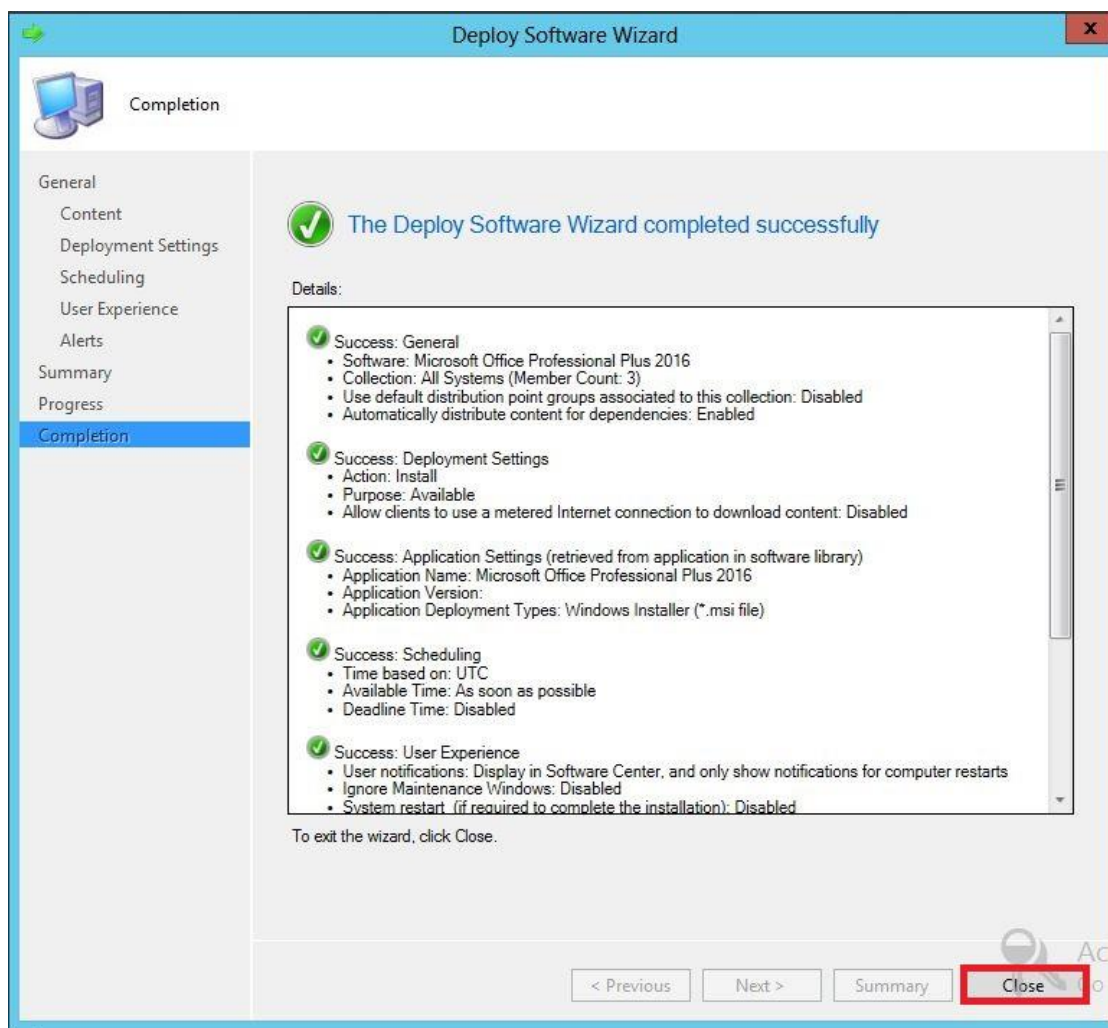 Deploy Software Wizard
x
Completion
General
Content
Deployment Settings
Scheduling
User Experience
Alerts
Summary
Progress
Completion
The Deploy Software Wizard completed successfully
Details:
Success: General
• Software: Microsoft Office Professional Plus 2016
• Collection: All Systems (Member Count: 3)
• Use default distribution point groups associated to this collection: Disabled
• Automatically distribute content for dependencies: Enabled
Success: Deployment Settings
• Action: Install
• Purpose: Available
• Allow clients to use a metered Internet connection to download content: Disabled
Success: Application Settings (retrieved from application in software library)
• Application Name: Microsoft Office Professional Plus 2016
• Application Version:
• Application Deployment Types: Windows Installer (*.msi file)
Success: Scheduling
• Time based on: UTC
• Available Time: As soon as possible
• Deadline Time: Disabled
Success: User Experience
• User notifications: Display in Software Center, and only show notifications for computer restarts
• Ignore Maintenance Windows: Disabled
• System restart (if required to complete the installation): Disabled
To exit the wizard, click Close.
< Previous
Next >
Summary
Close